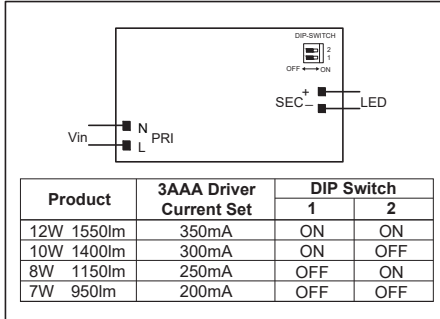 DIP-SWITCH
2
1
OFF ON
+
SEC – LED
N
Vin PRI
L
Product 3AAA Driver Current Set DIP Switch
1 2
12W 1550lm 350mA ON ON
10W 1400lm 300mA ON OFF
8W 1150lm 250mA OFF ON
7W 950lm 200mA OFF OFF